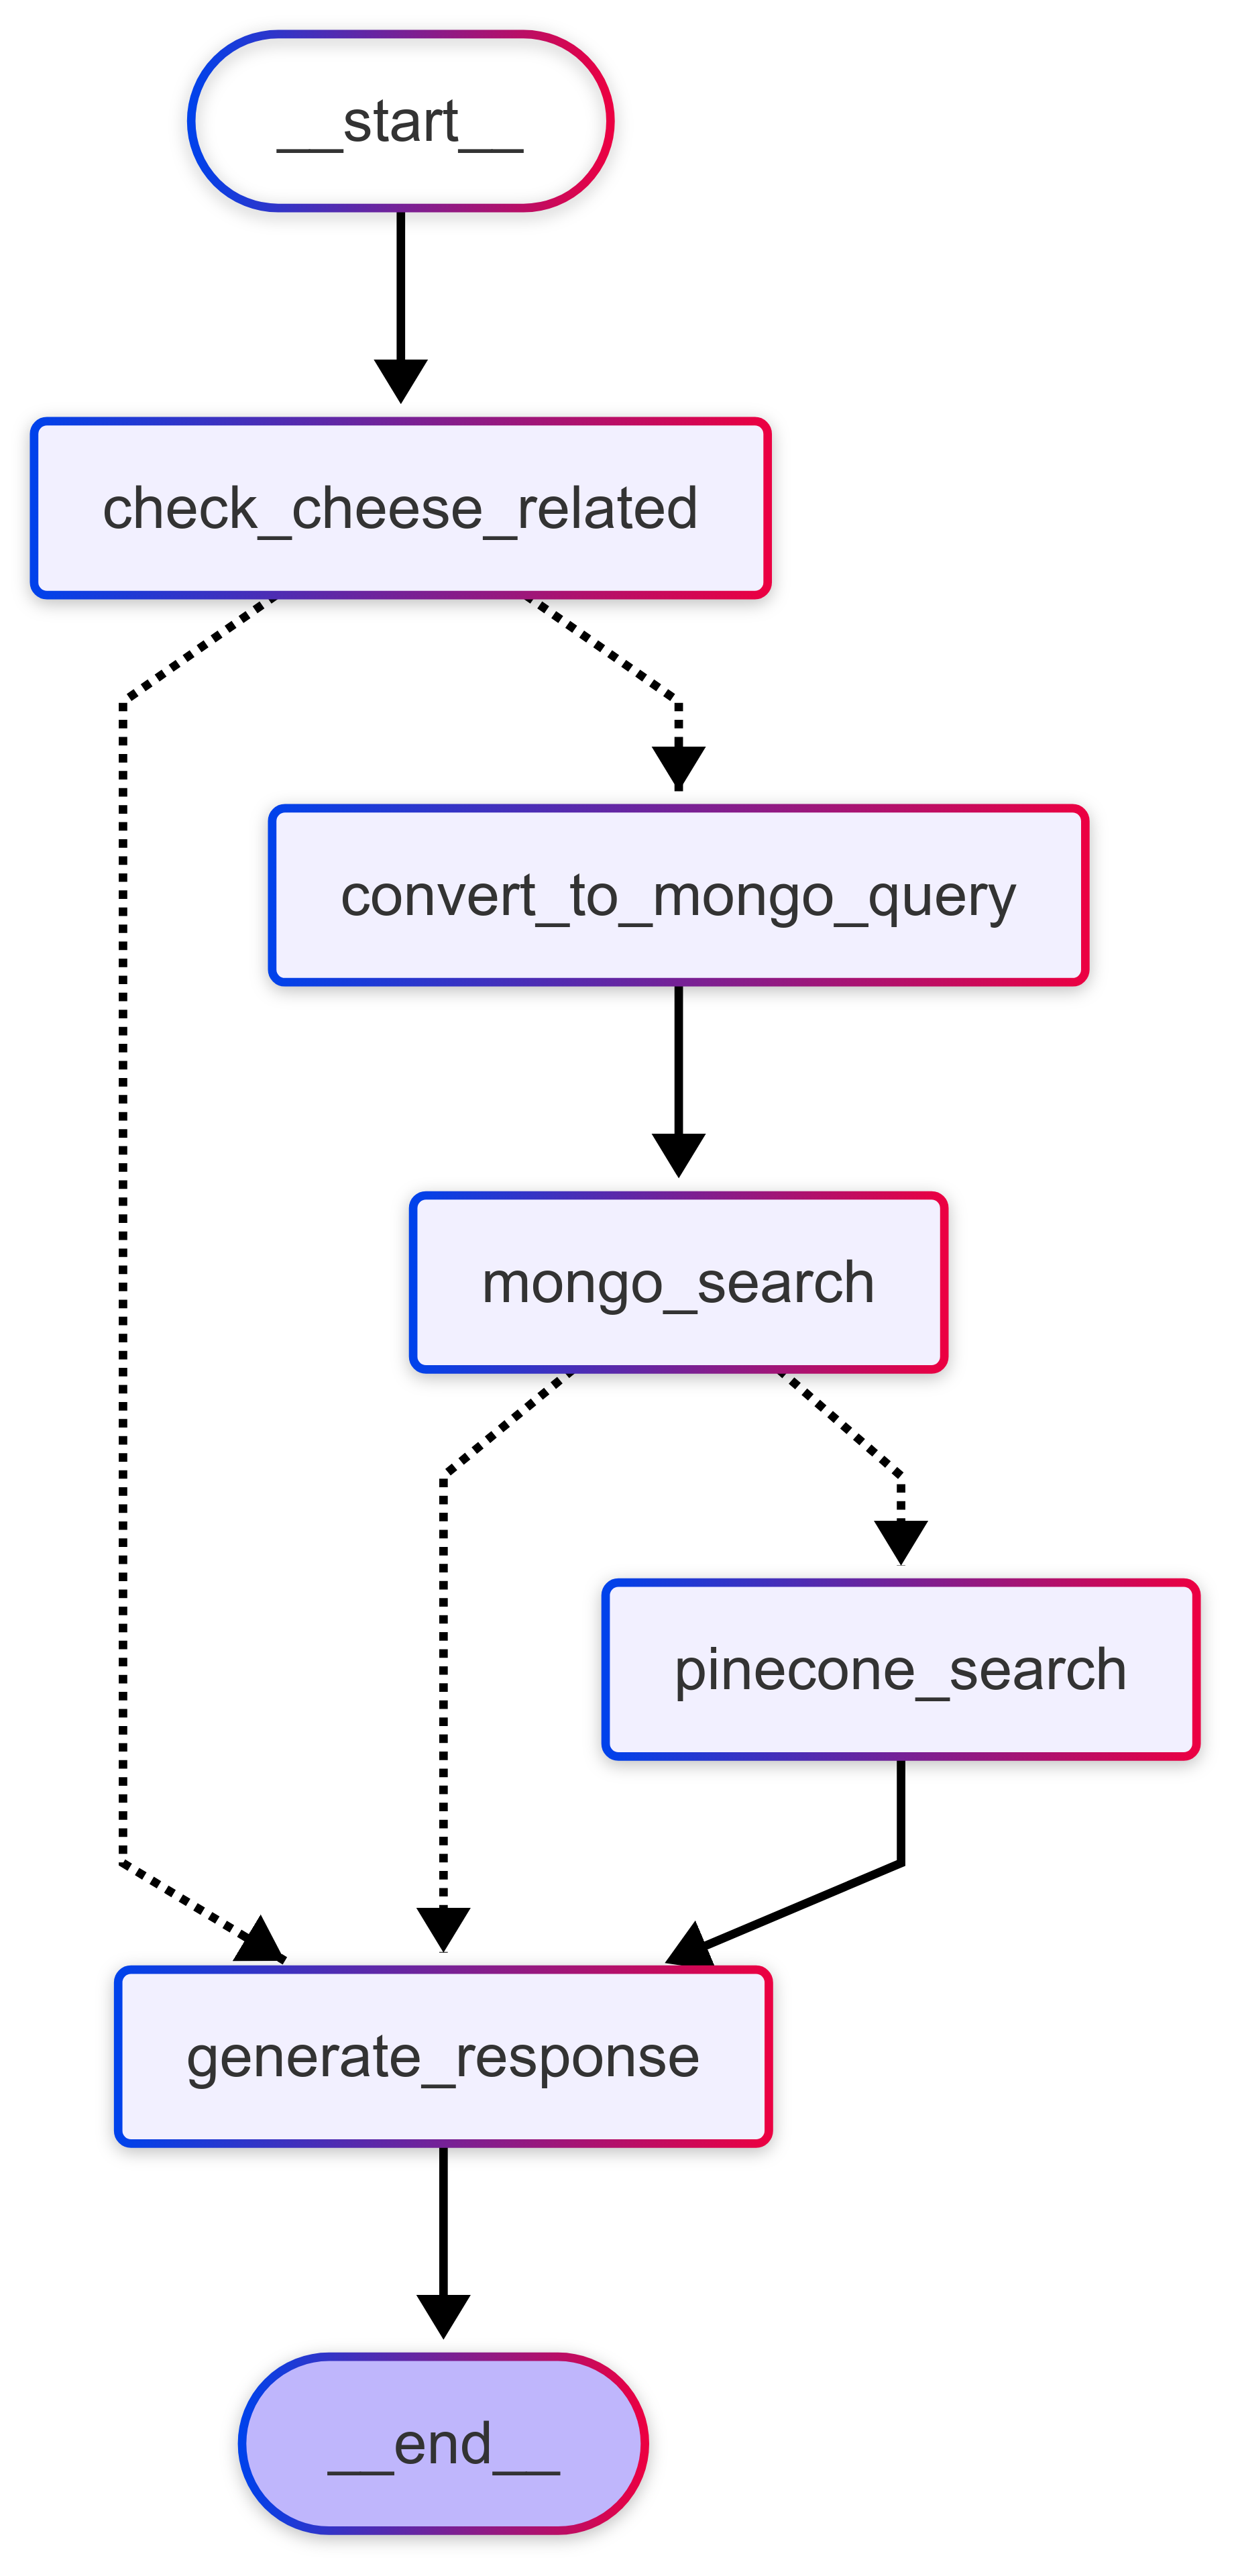 __start__
check_cheese_related
convert_to_mongo_query
mongo_search
pinecone_search
generate_response
__end__